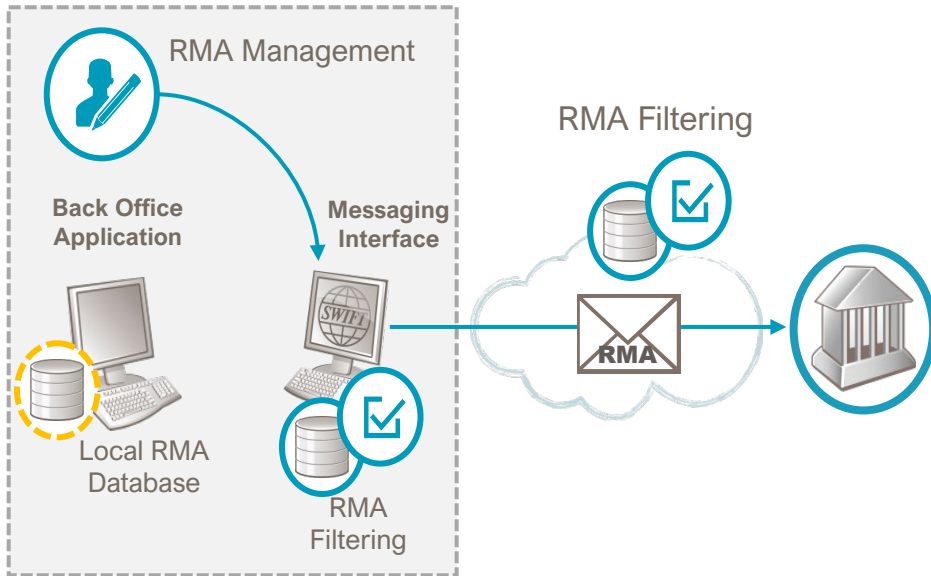 RMA Management
RMA Filtering
Back Office
Application
Messaging
Interface
SWIFT
RMA
Local RMA
Database
RMA
Filtering